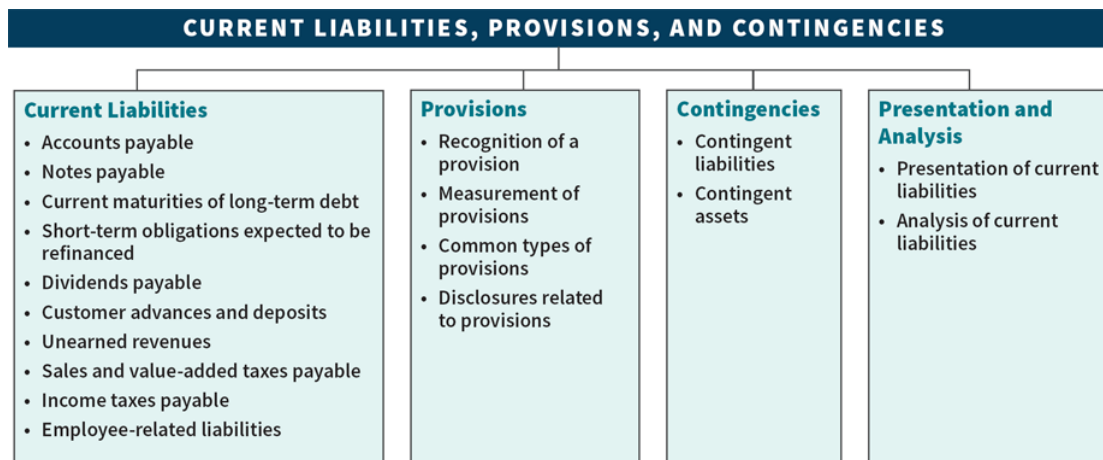 CURRENT LIABILITIES, PROVISIONS, AND CONTINGENCIES
Current Liabilities
• Accounts payable
• Notes payable
• Current maturities of long-term debt
• Short-term obligations expected to be
refinanced
• Dividends payable
• Customer advances and deposits
• Unearned revenues
• Sales and value-added taxes payable
• Income taxes payable
• Employee-related liabilities
Provisions
• Recognition of a
provision
• Measurement of
provisions
• Common types of
provisions
• Disclosures related
to provisions
Contingencies
• Contingent
liabilities
• Contingent
assets
Presentation and
Analysis
• Presentation of current
liabilities
• Analysis of current
liabilities